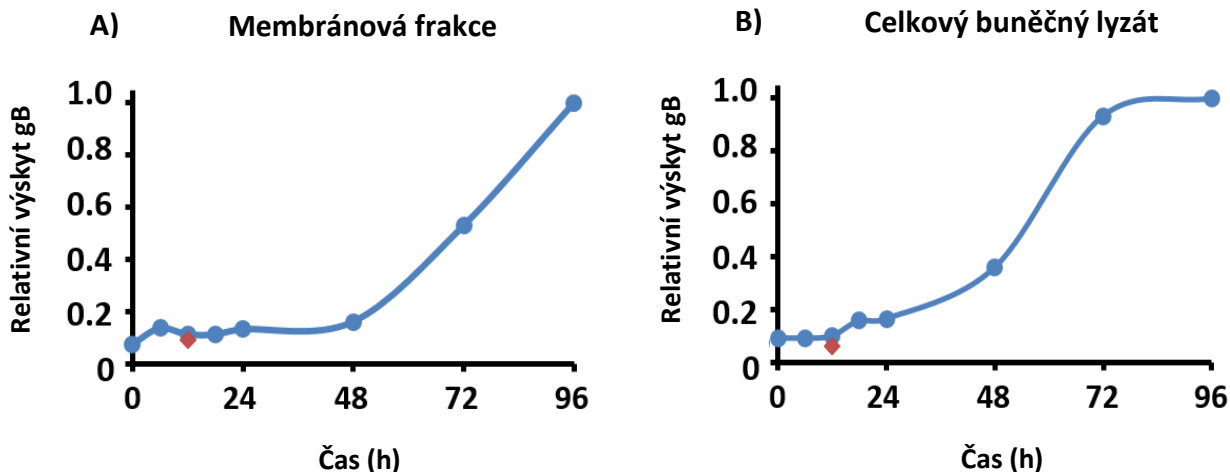 A) Membránová frakce
Relativní výskyt gB
1.0
0.8
0.6
0.4
0.2
0
0 24 48 72 96
Čas (h)
B) Celkový buněčný lyzát
Relativní výskyt gB
1.0
0.8
0.6
0.4
0.2
0
0 24 48 72 96
Čas (h)